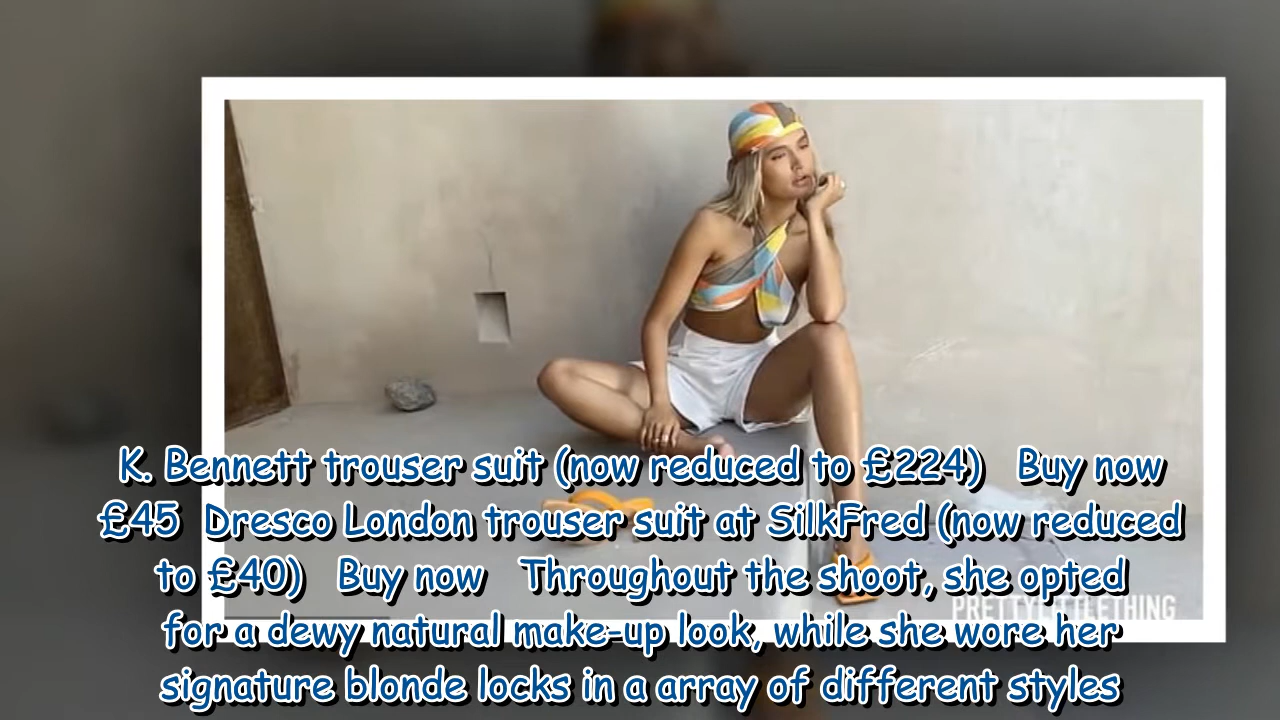 PRETTYLITTLETHING
K. Bennett trouser suit (now reduced to £224) Buy now
£45 Dresco London trouser suit at SilkFred (now reduced
to £40) Buy now Throughout the shoot, she opted
for a dewy natural make-up look, while she wore her
signature blonde locks in a array of different styles